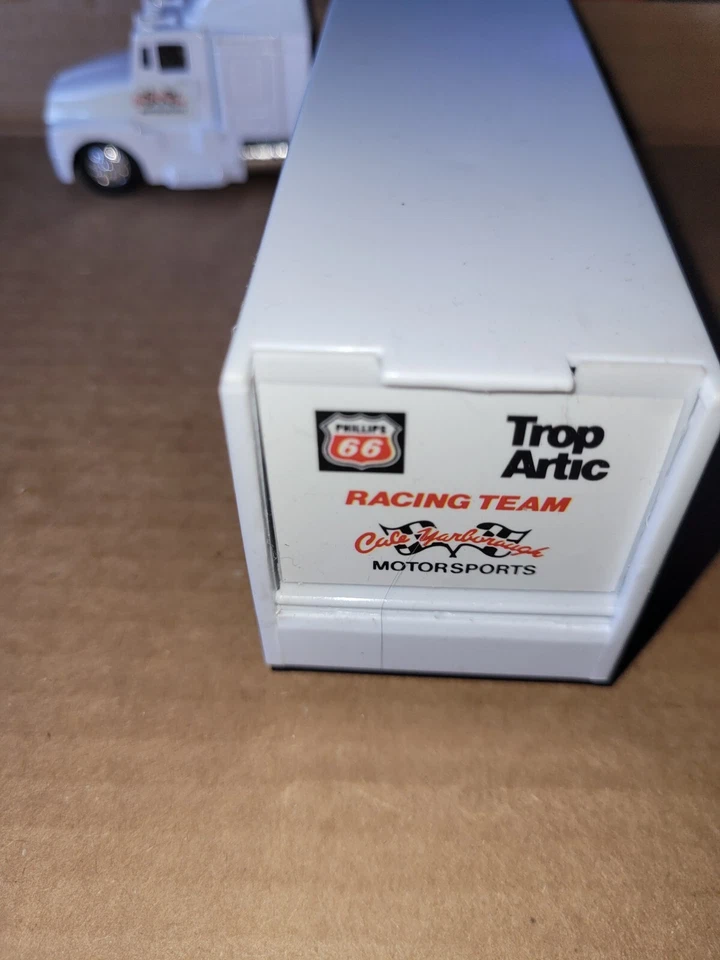 PHILLIPS
66
Trop
Artic
RACING TEAM
Cale Yarborough
MOTORSPORTS